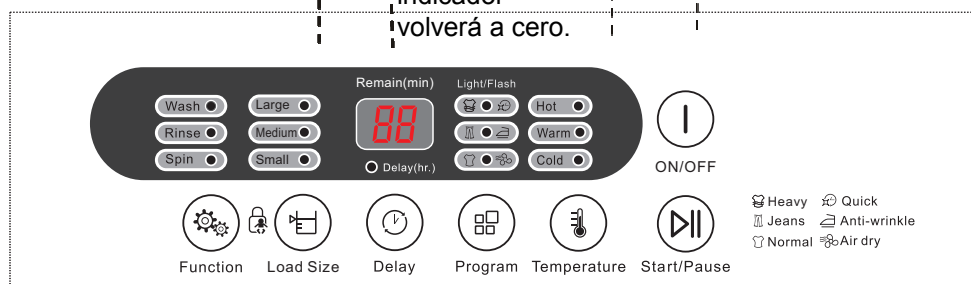 indicador
volverá a cero.
Remain(min) Light/Flash
Wash Large Hot
Rinse Medium 88 Warm
Spin Small Delay(hr.) Cold
ON/OFF
Heavy Quick
Jeans Anti-wrinkle
Normal Air dry
Function Load Size Delay Program Temperature Start/Pause